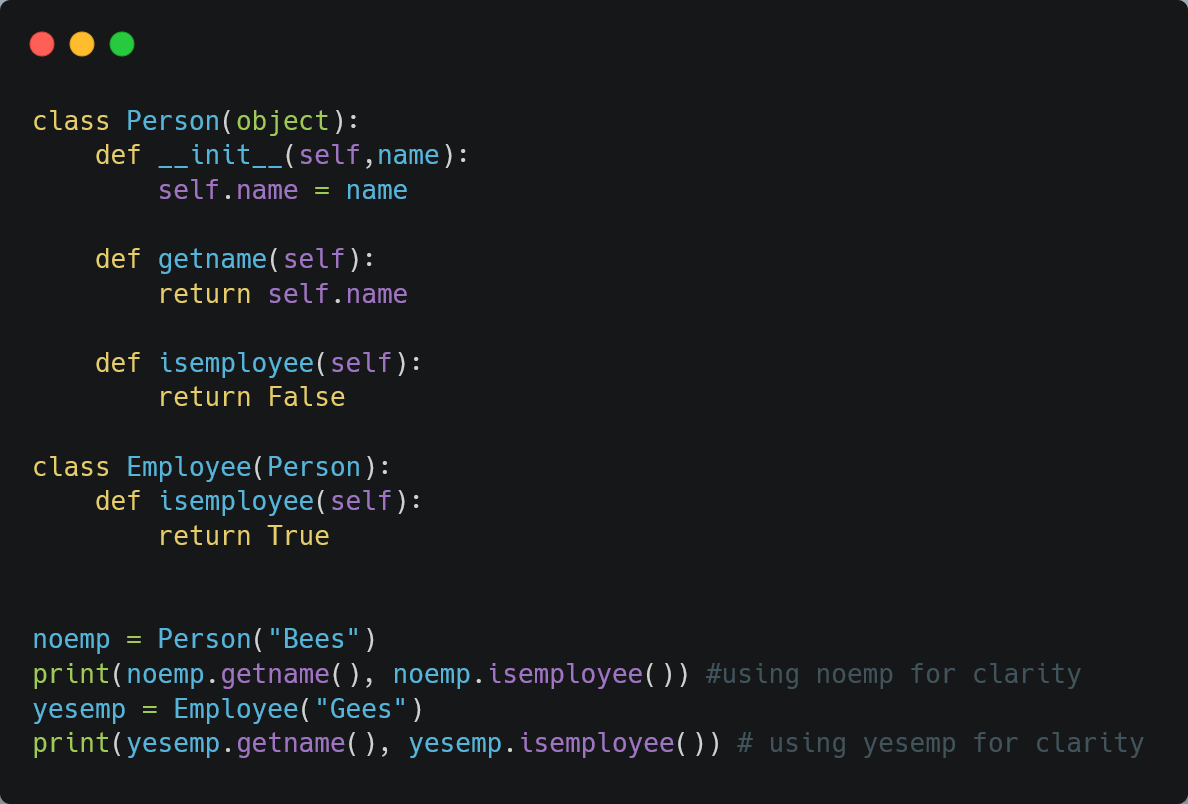 class Person(object):
    def __init__(self,name):
        self.name = name

    def getname(self):
        return self.name

    def isemployee(self):
        return False

class Employee(Person):
    def isemployee(self):
        return True


noemp = Person("Bees")
print(noemp.getname(), noemp.isemployee()) #using noemp for clarity
yesemp = Employee("Gees")
print(yesemp.getname(), yesemp.isemployee()) # using yesemp for clarity